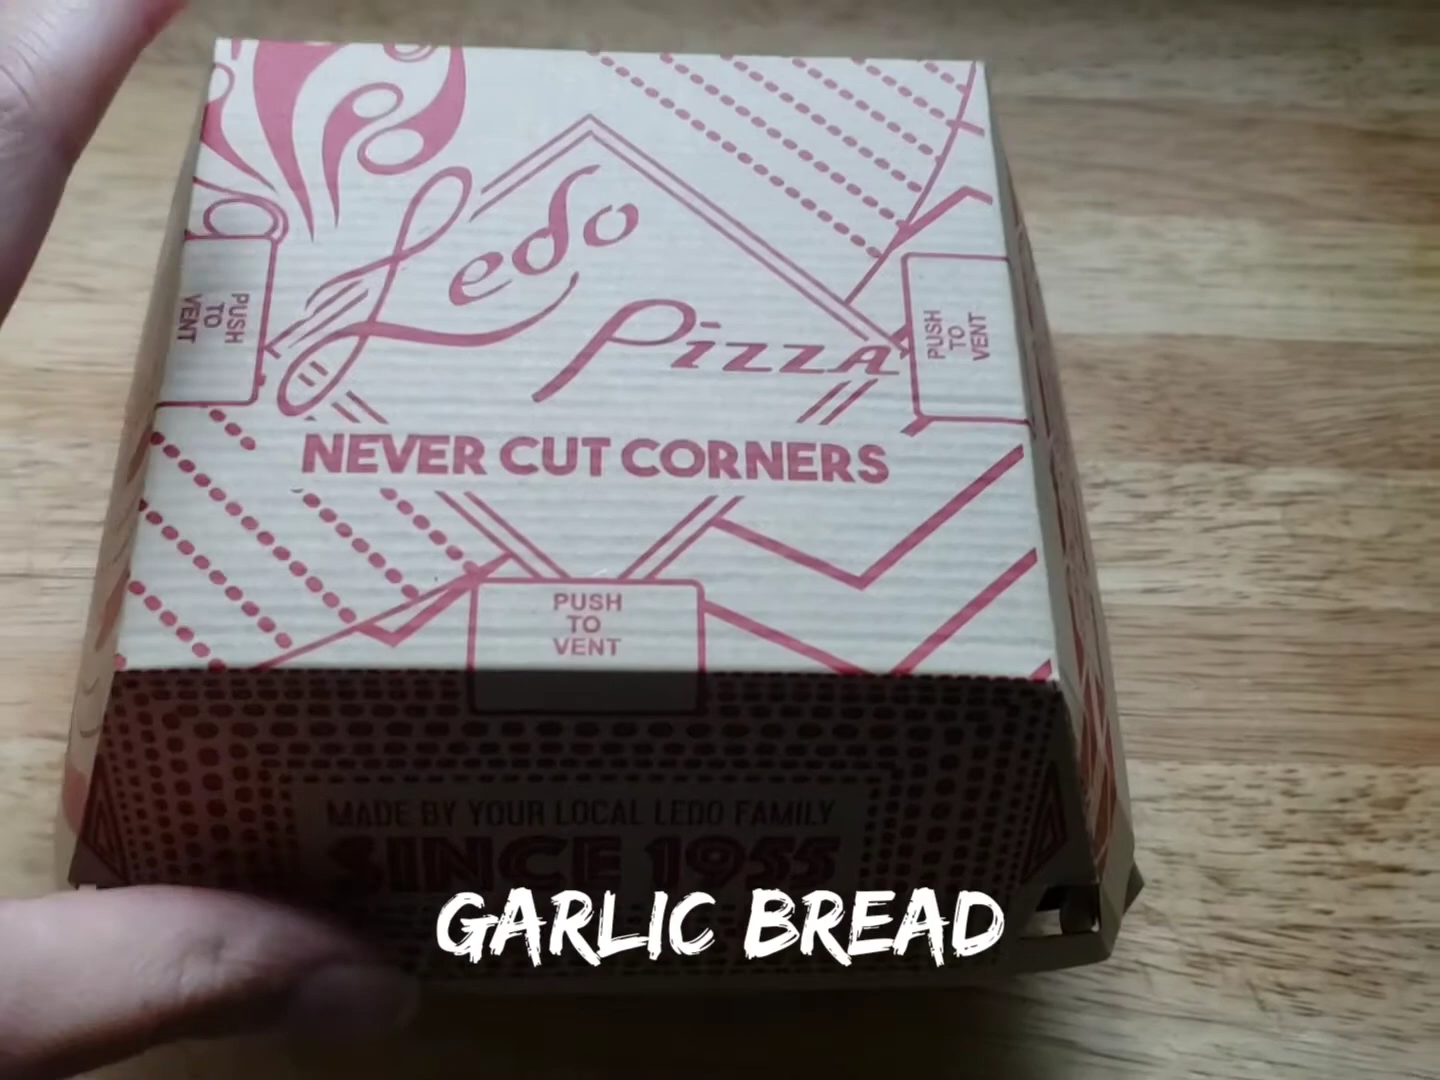 Ledo
Pizza
PUSH
TO
VENT
PUSH
TO
VENT
NEVER CUT CORNERS
PUSH
TO
VENT
MADE BY YOUR LOCAL LEDO FAMILY
SINCE 1955
GARLIC BREAD